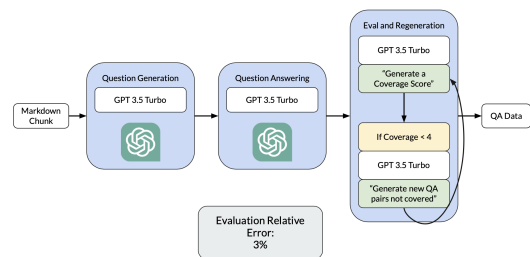 Markdown
Chunk
Question Generation
GPT 3.5 Turbo
Question Answering
GPT 3.5 Turbo
Eval and Regeneration
GPT 3.5 Turbo
"Generate a
Coverage Score"
If Coverage < 4
GPT 3.5 Turbo
"Generate new QA
pairs not covered"
QA Data
Evaluation Relative
Error:
3%